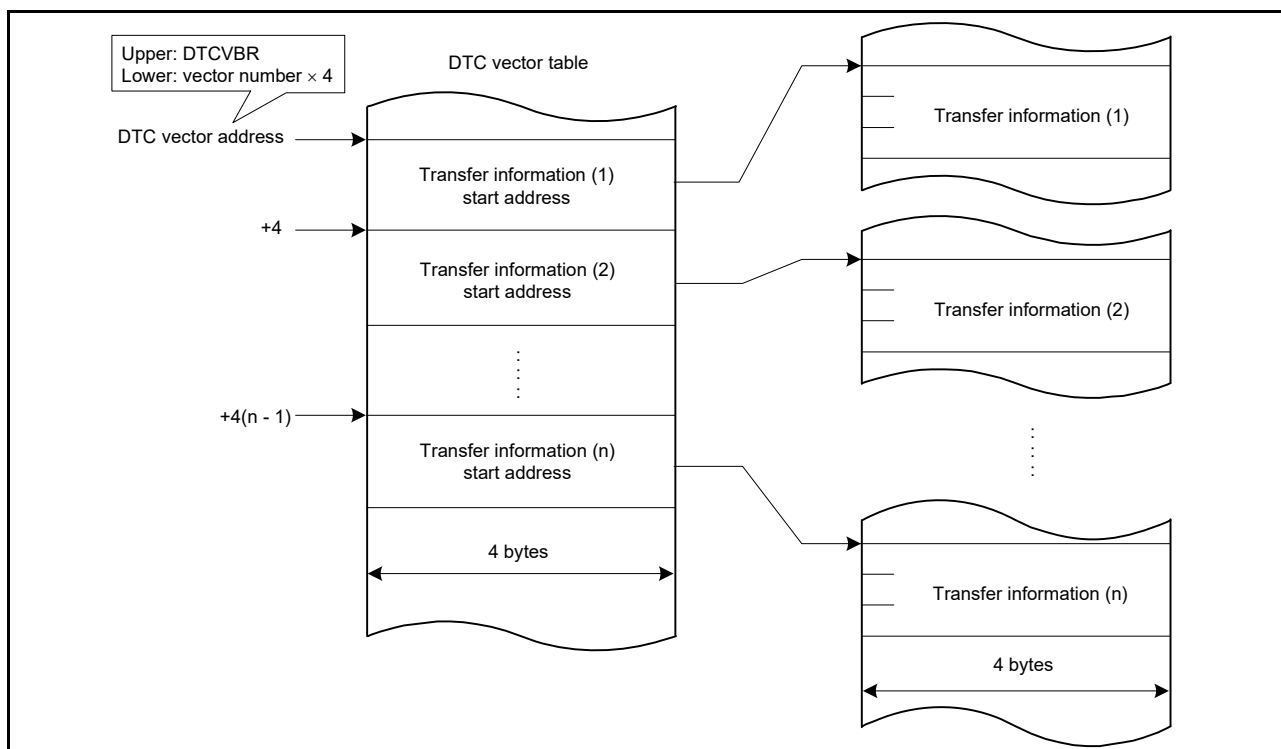 Upper: DTCVBR
Lower: vector number × 4
DTC vector table
DTC vector address
Transfer information (1)
start address
+4
Transfer information (2)
start address
+4(n - 1)
Transfer information (n)
start address
4 bytes
Transfer information (1)
Transfer information (2)
Transfer information (n)
4 bytes